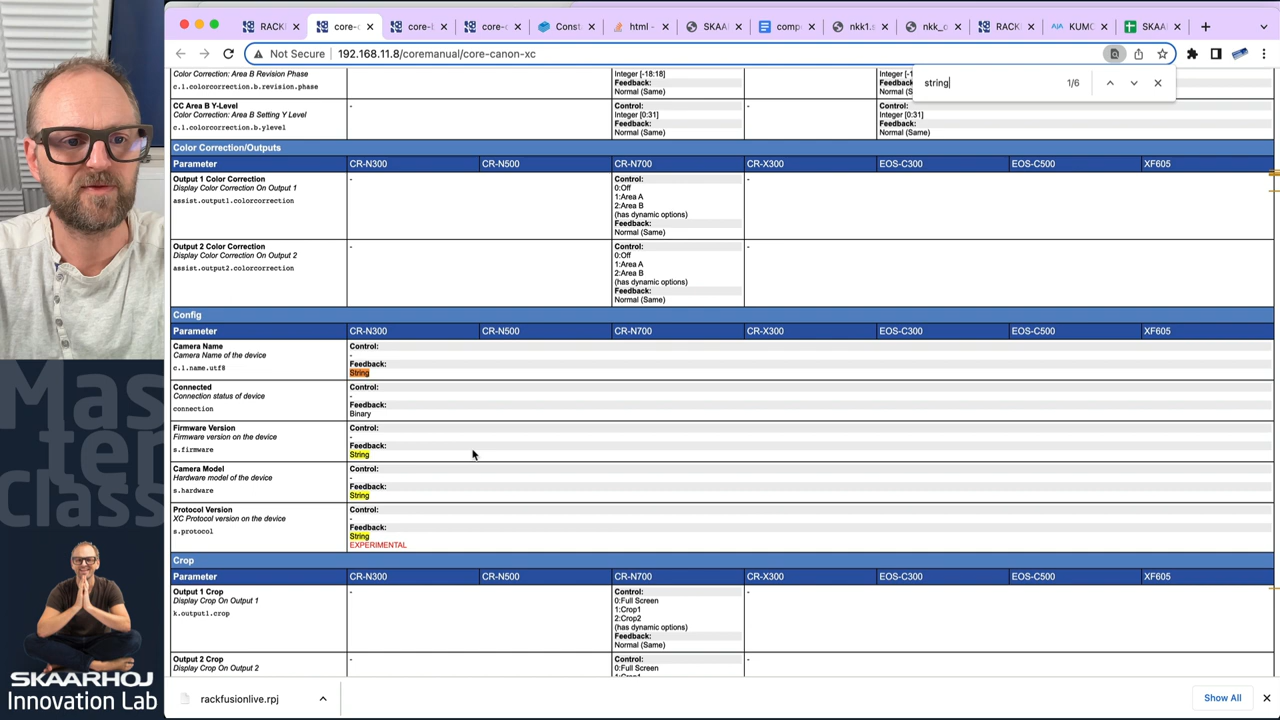 RACKI
core-c
core-l
core-c
Const
html -
SKAAI
comp
nkk1.s
nkk_c
RACKI
KUMO
SKAAI
Not Secure
192.168.11.8/coremanual/core-canon-xc
string
1/6
Color Correction: Area B Revision Phase
c.1.colorcorrection.b.revision.phase
Integer [-18:18]
Feedback:
Normal (Same)
Integer [-1
Feedback:
Normal (S
CC Area B Y-Level
Color Correction: Area B Setting Y Level
c.1.colorcorrection.b.ylevel
-
Control:
Integer [0:31]
Feedback:
Normal (Same)
-
Control:
Integer [0:31]
Feedback:
Normal (Same)
Color Correction/Outputs
Parameter CR-N300 CR-N500 CR-N700 CR-X300 EOS-C300 EOS-C500 XF605
Output 1 Color Correction
Display Color Correction On Output 1
assist.output1.colorcorrection
-
Control:
0:Off
1:Area A
2:Area B
(has dynamic options)
Feedback:
Normal (Same)
-
Output 2 Color Correction
Display Color Correction On Output 2
assist.output2.colorcorrection
-
Control:
0:Off
1:Area A
2:Area B
(has dynamic options)
Feedback:
Normal (Same)
-
Config
Parameter CR-N300 CR-N500 CR-N700 CR-X300 EOS-C300 EOS-C500 XF605
Camera Name
Camera Name of the device
c.1.name.utf8
Control:
-
Feedback:
String
Connected
Connection status of device
connection
Control:
-
Feedback:
Binary
Firmware Version
Firmware version on the device
s.firmware
Control:
-
Feedback:
String
Camera Model
Hardware model of the device
s.hardware
Control:
-
Feedback:
String
Protocol Version
XC Protocol version on the device
s.protocol
Control:
-
Feedback:
String
EXPERIMENTAL
Crop
Parameter CR-N300 CR-N500 CR-N700 CR-X300 EOS-C300 EOS-C500 XF605
Output 1 Crop
Display Crop On Output 1
k.output1.crop
-
Control:
0:Full Screen
1:Crop1
2:Crop2
(has dynamic options)
Feedback:
Normal (Same)
-
Output 2 Crop
Display Crop On Output 2
-
Control:
0:Full Screen
-
Mas
ter
Class
SKAARHOJ
Innovation Lab
rackfusionlive.rpj
Show All